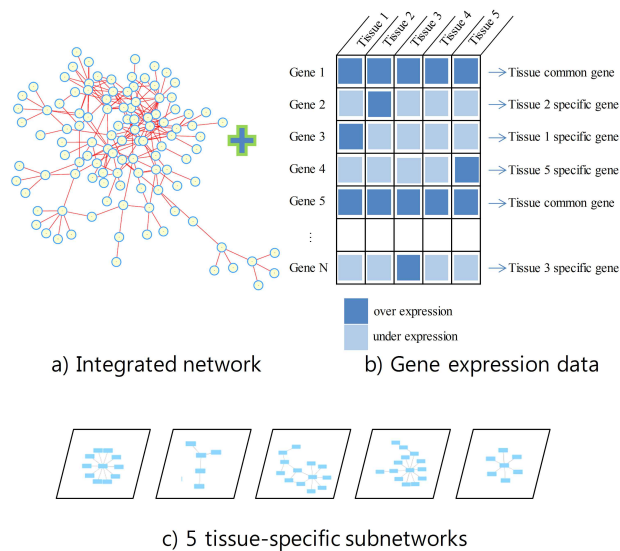 Tissue 1
Tissue 2
Tissue 3
Tissue 4
Tissue 5
Gene 1
Tissue common gene
Gene 2
Tissue 2 specific gene
Gene 3
Tissue 1 specific gene
Gene 4
Tissue 5 specific gene
Gene 5
Tissue common gene
⋮
Gene N
Tissue 3 specific gene
over expression
under expression
a) Integrated network
b) Gene expression data
c) 5 tissue-specific subnetworks